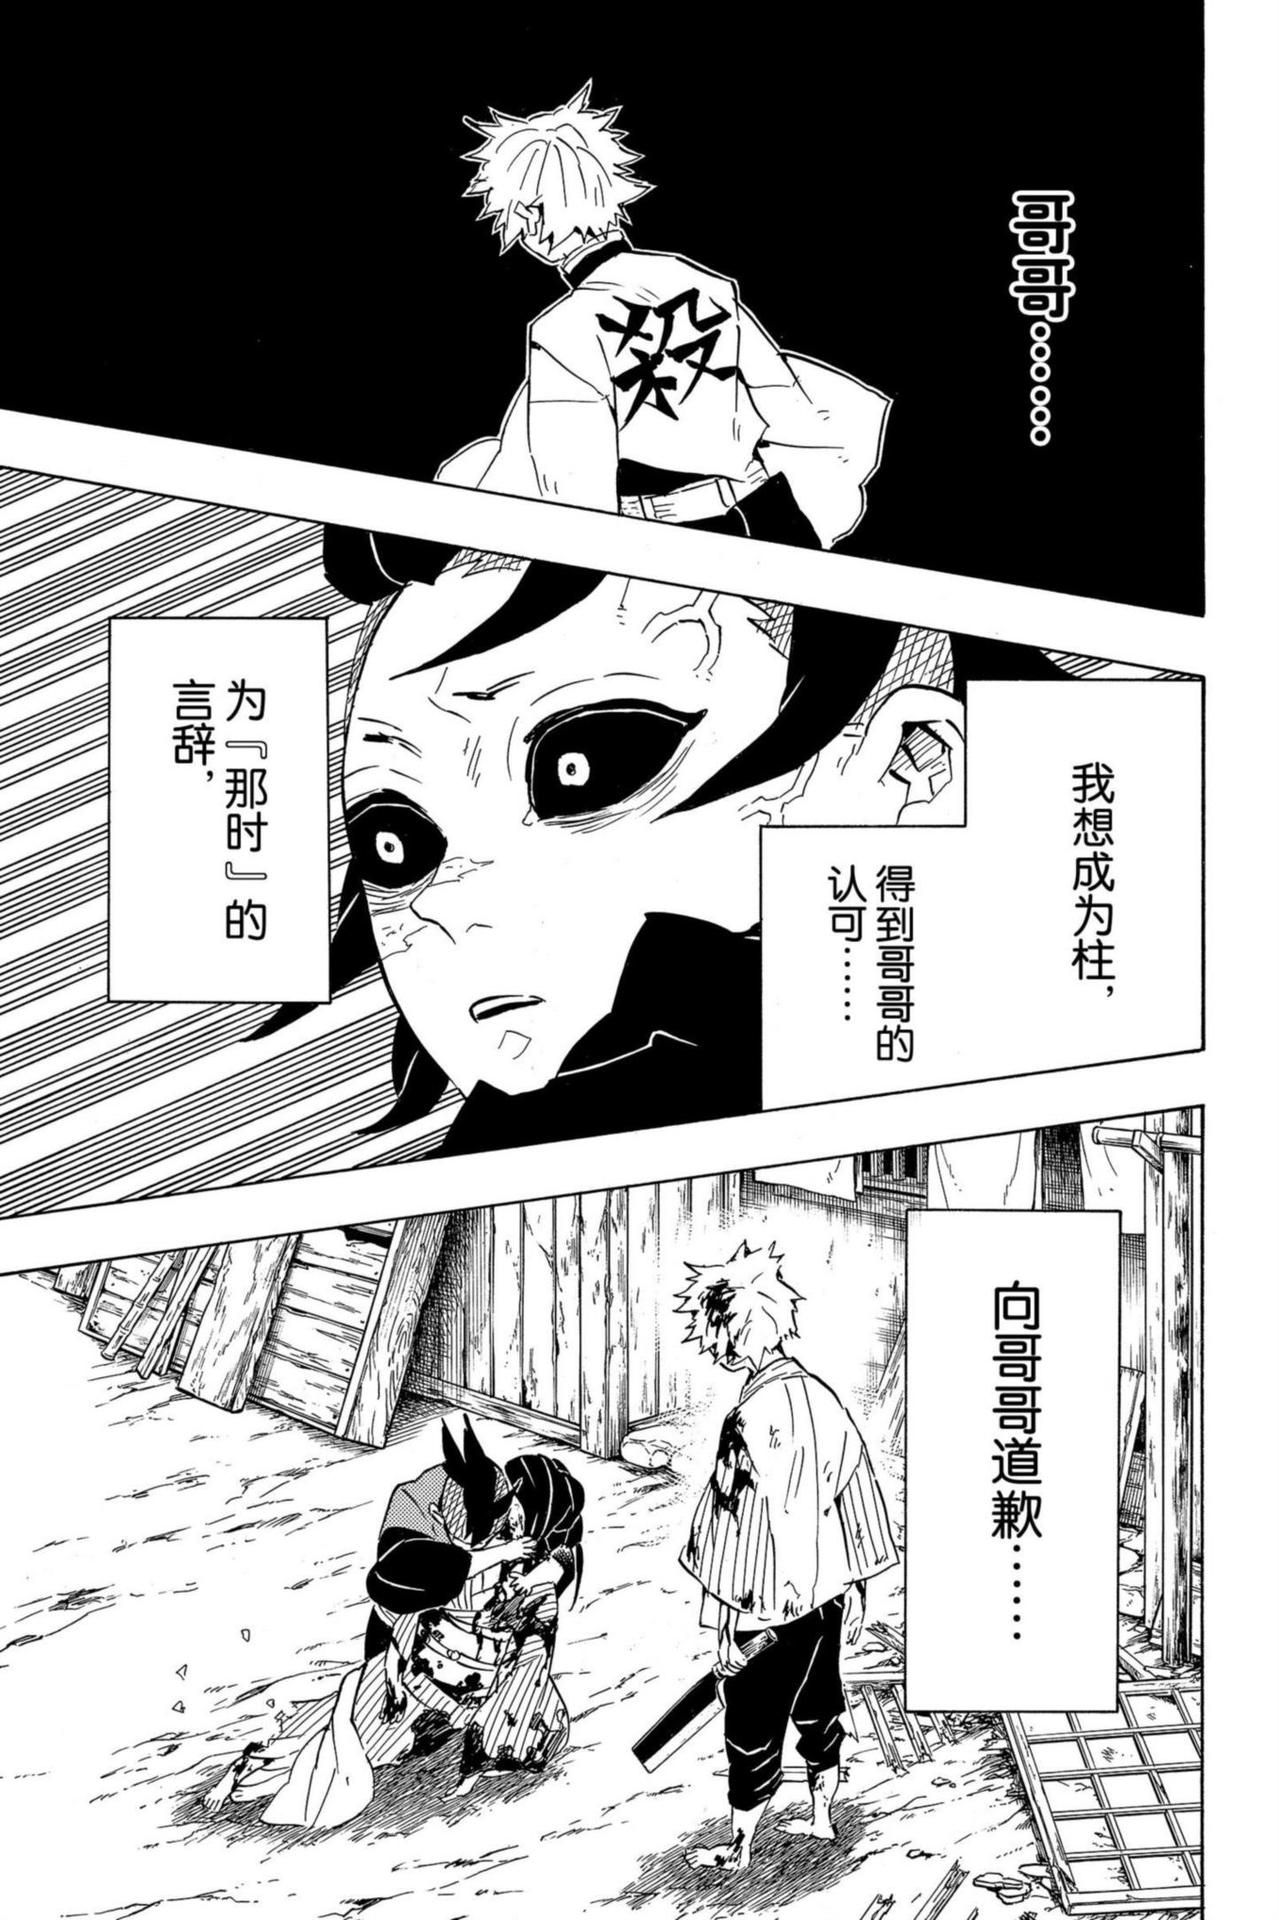 哥哥……
殺
我想成为柱，
得到哥哥的
认可……
为『那时』的
言辞，
向哥哥道歉……